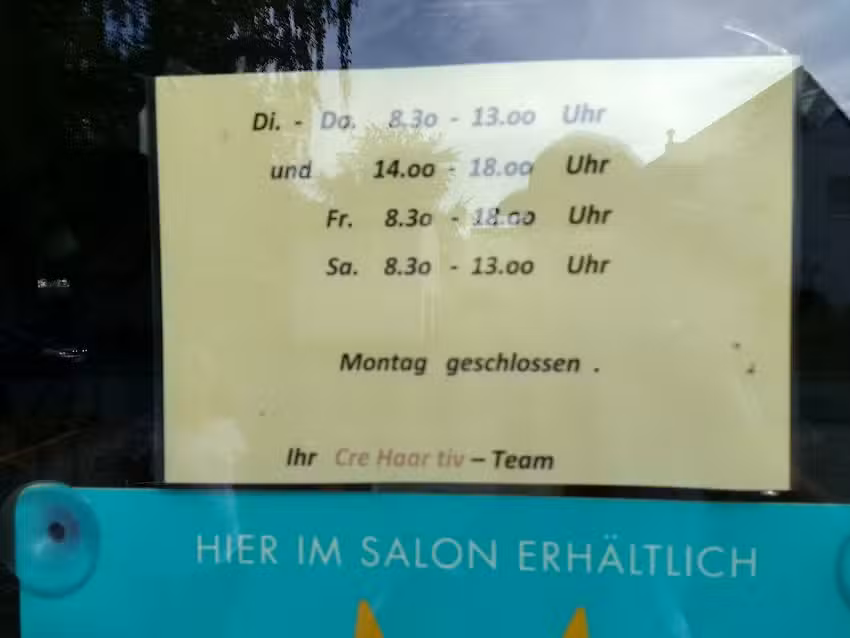 Di. - Do. 8.3o - 13.oo Uhr
und 14.oo - 18.oo Uhr
Fr. 8.3o - 18.oo Uhr
Sa. 8.3o - 13.oo Uhr
Montag geschlossen .
Ihr Cre Haar tiv – Team
HIER IM SALON ERHÄLTLICH